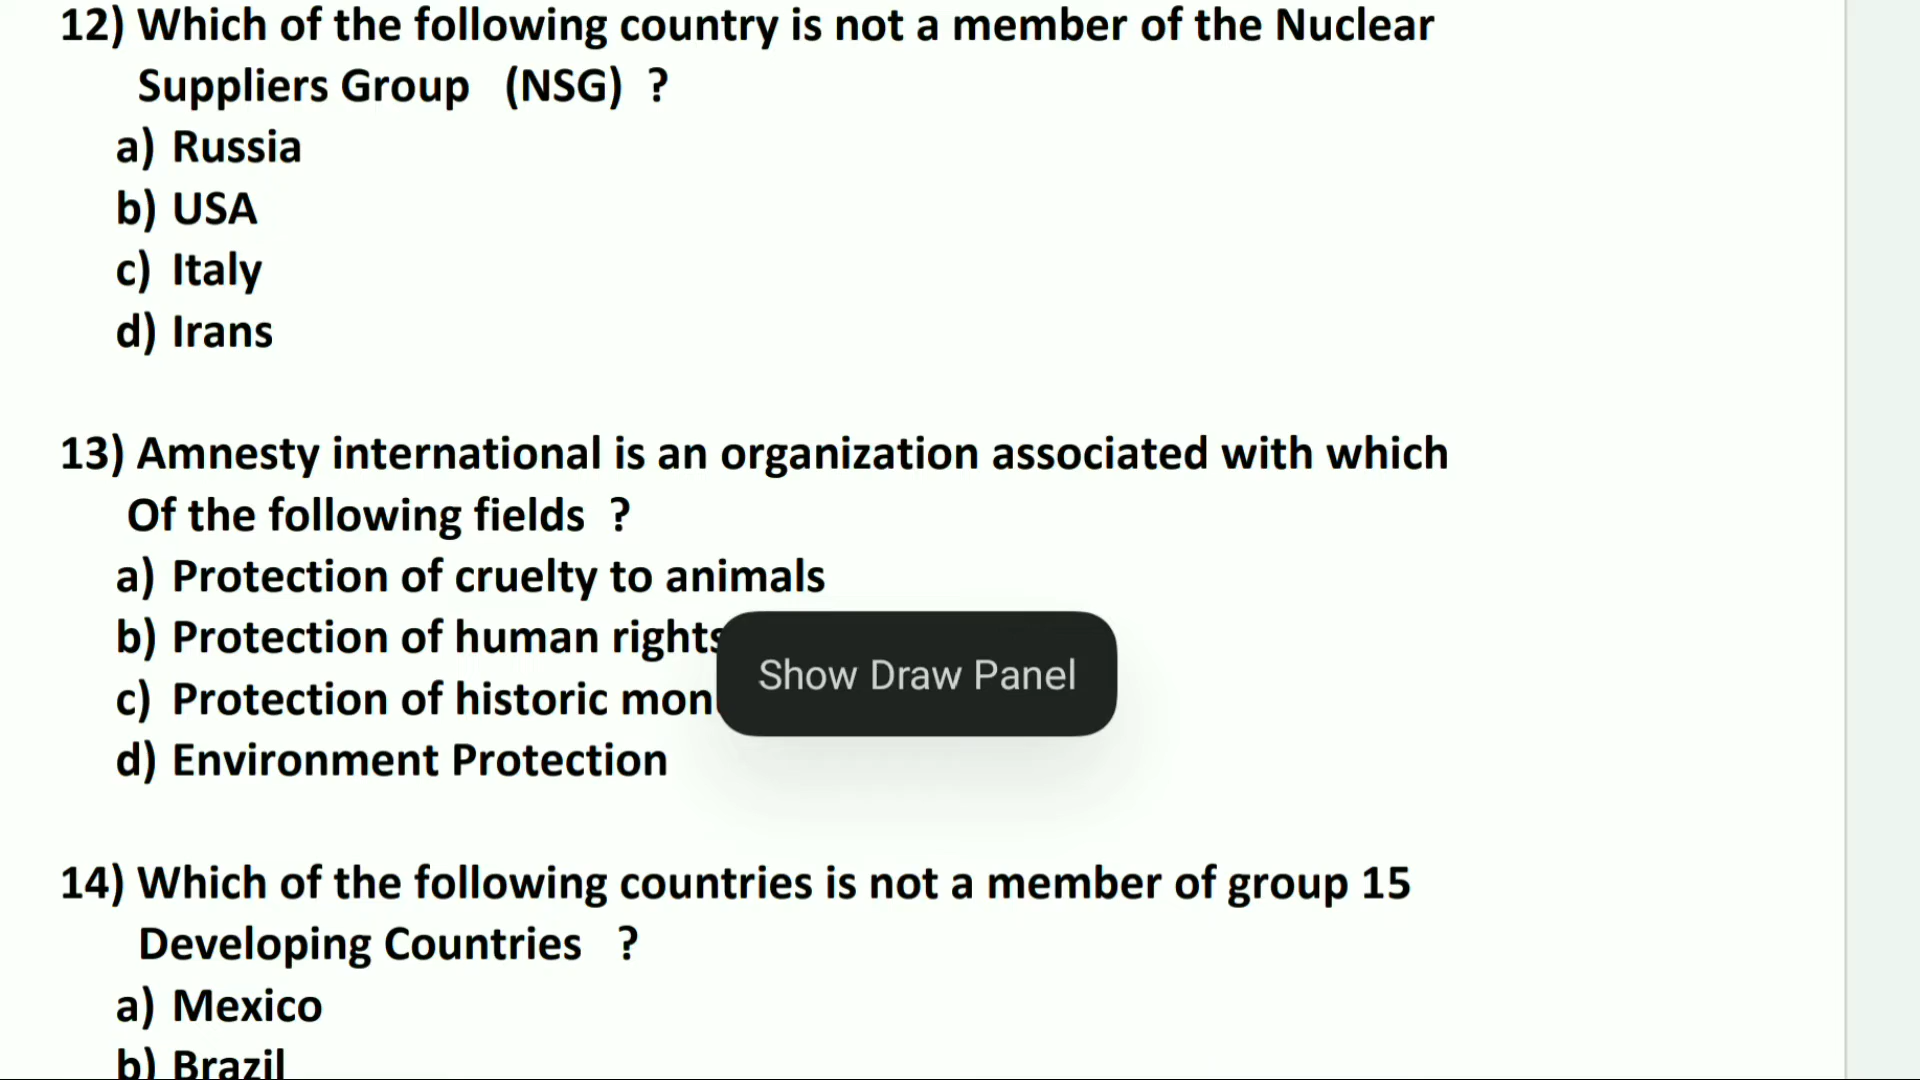 12) Which of the following country is not a member of the Nuclear
Suppliers Group (NSG) ?
a) Russia
b) USA
c) Italy
d) Irans
13) Amnesty international is an organization associated with which
Of the following fields ?
a) Protection of cruelty to animals
b) Protection of human rights
c) Protection of historic
Show Draw Panel
d) Environment Protection
14) Which of the following countries is not a member of group 15
Developing Countries ?
a) Mexico
b) Brazil